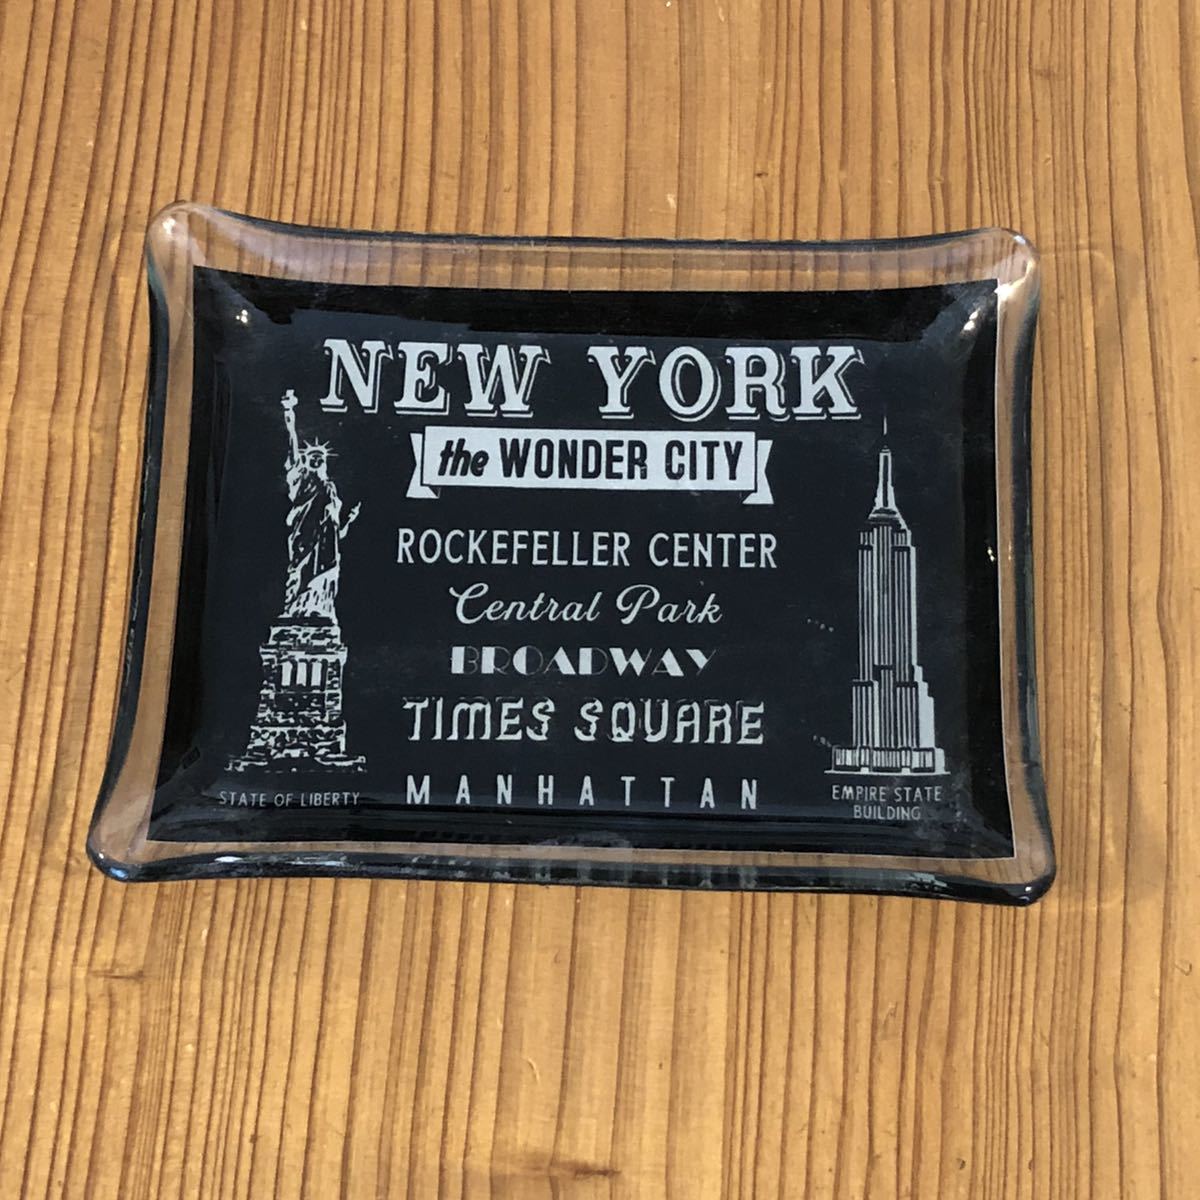 NEW YORK
the WONDER CITY
ROCKEFELLER CENTER
Central Park
BROADWAY
TIMES SQUARE
MANHATTAN
STATE OF LIBERTY
EMPIRE STATE
BUILDING